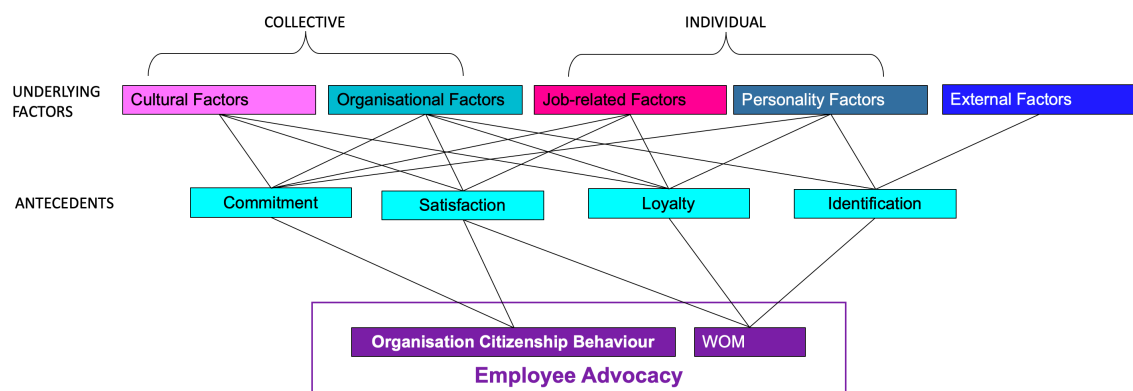 COLLECTIVE
INDIVIDUAL
UNDERLYING
FACTORS
Cultural Factors
Organisational Factors
Job-related Factors
Personality Factors
External Factors
ANTECEDENTS
Commitment
Satisfaction
Loyalty
Identification
Organisation Citizenship Behaviour
WOM
Employee Advocacy